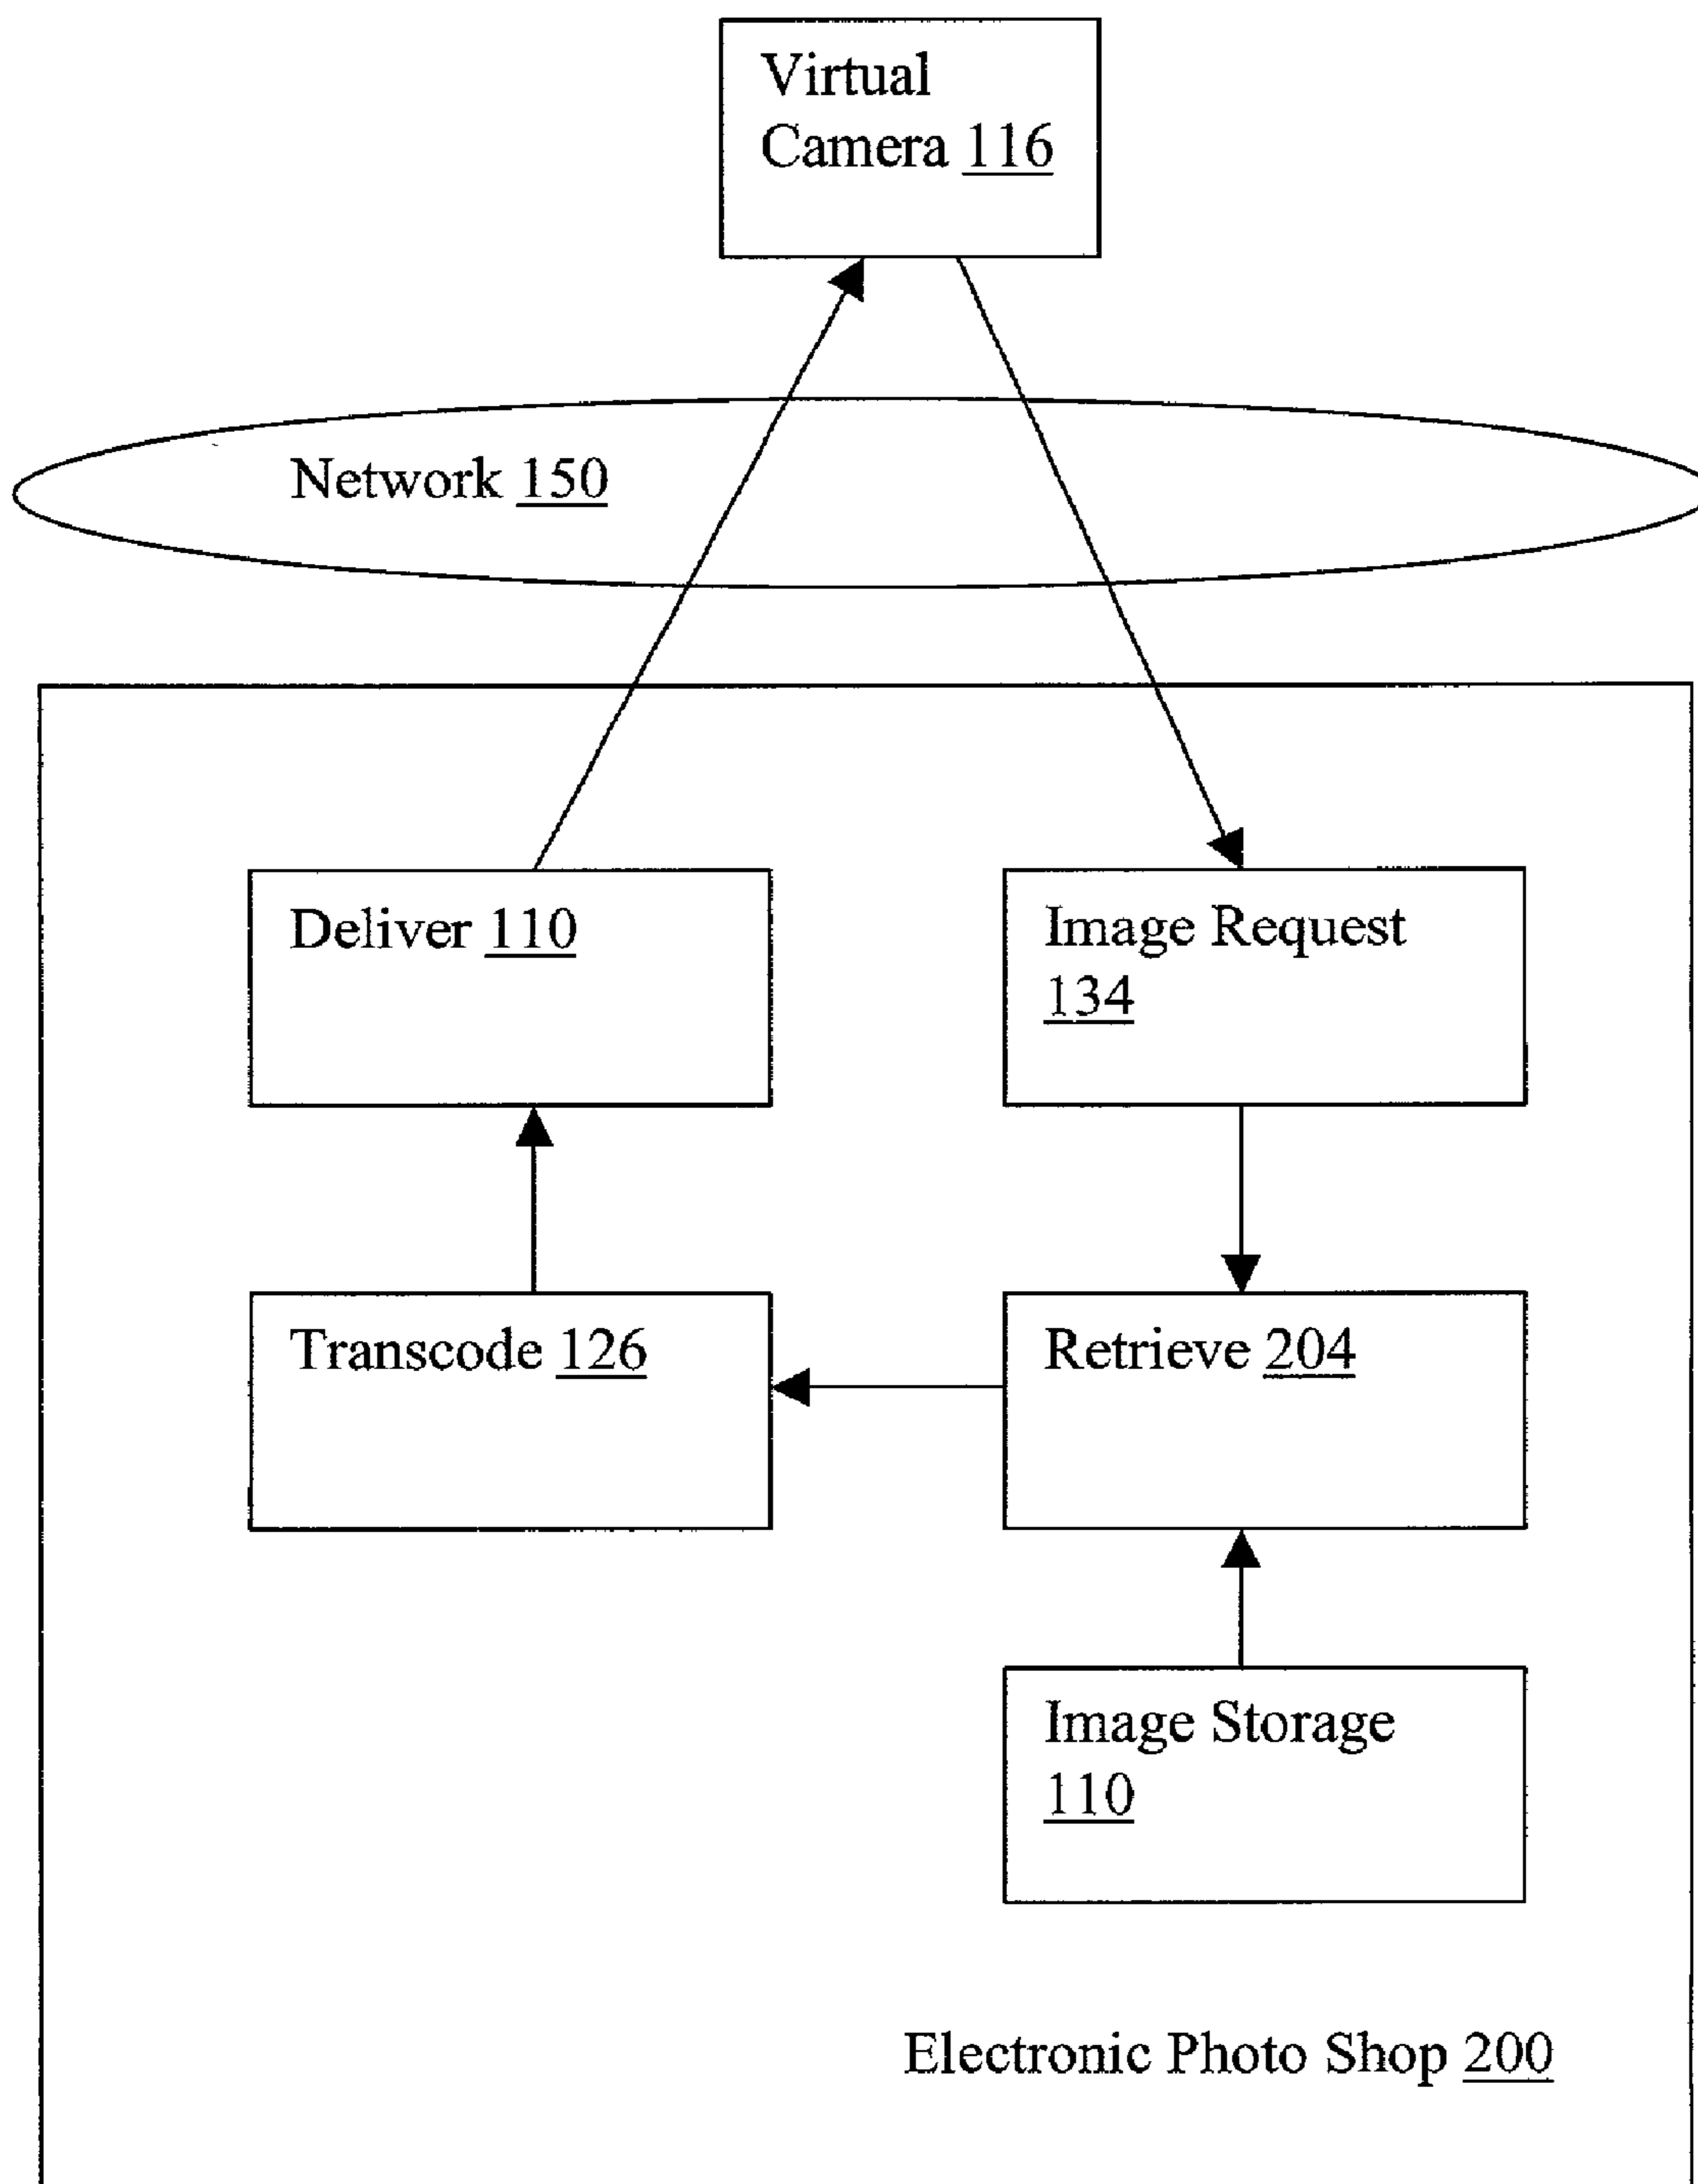 Virtual
Camera 116
Network 150
Deliver 110
Image Request
134
Transcode 126
Retrieve 204
Image Storage
110
Electronic Photo Shop 200